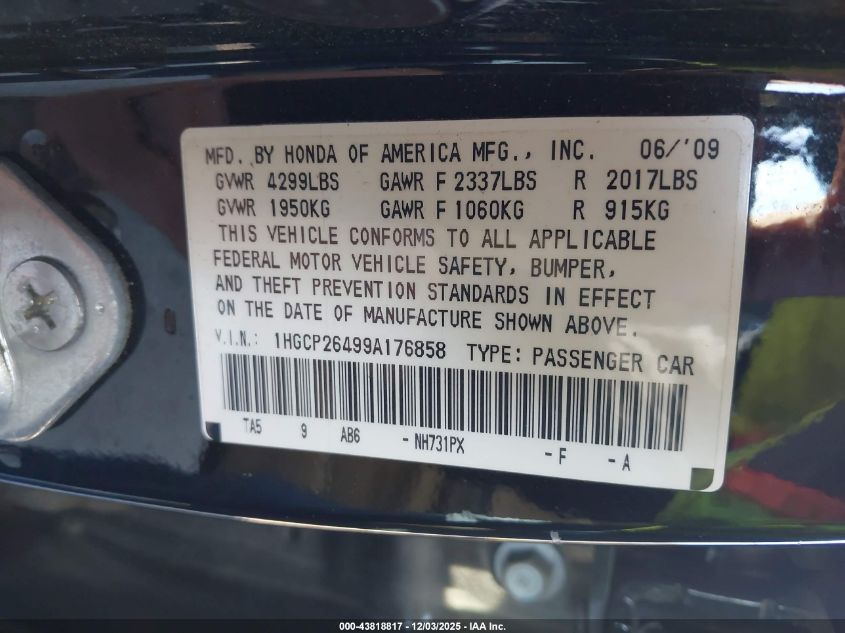 MFD. BY HONDA OF AMERICA MFG., INC. 06/'09
GVWR 4299LBS GAWR F 2337LBS R 2017LBS
GVWR 1950KG GAWR F 1060KG R 915KG
THIS VEHICLE CONFORMS TO ALL APPLICABLE
FEDERAL MOTOR VEHICLE SAFETY, BUMPER,
AND THEFT PREVENTION STANDARDS IN EFFECT
ON THE DATE OF MANUFACTURE SHOWN ABOVE.
V.I.N.: 1HGCP26499A176858 TYPE: PASSENGER CAR
TA5 9 AB6 -NH731PX -F -A
000-43818817 - 12/03/2025 - IAA Inc.